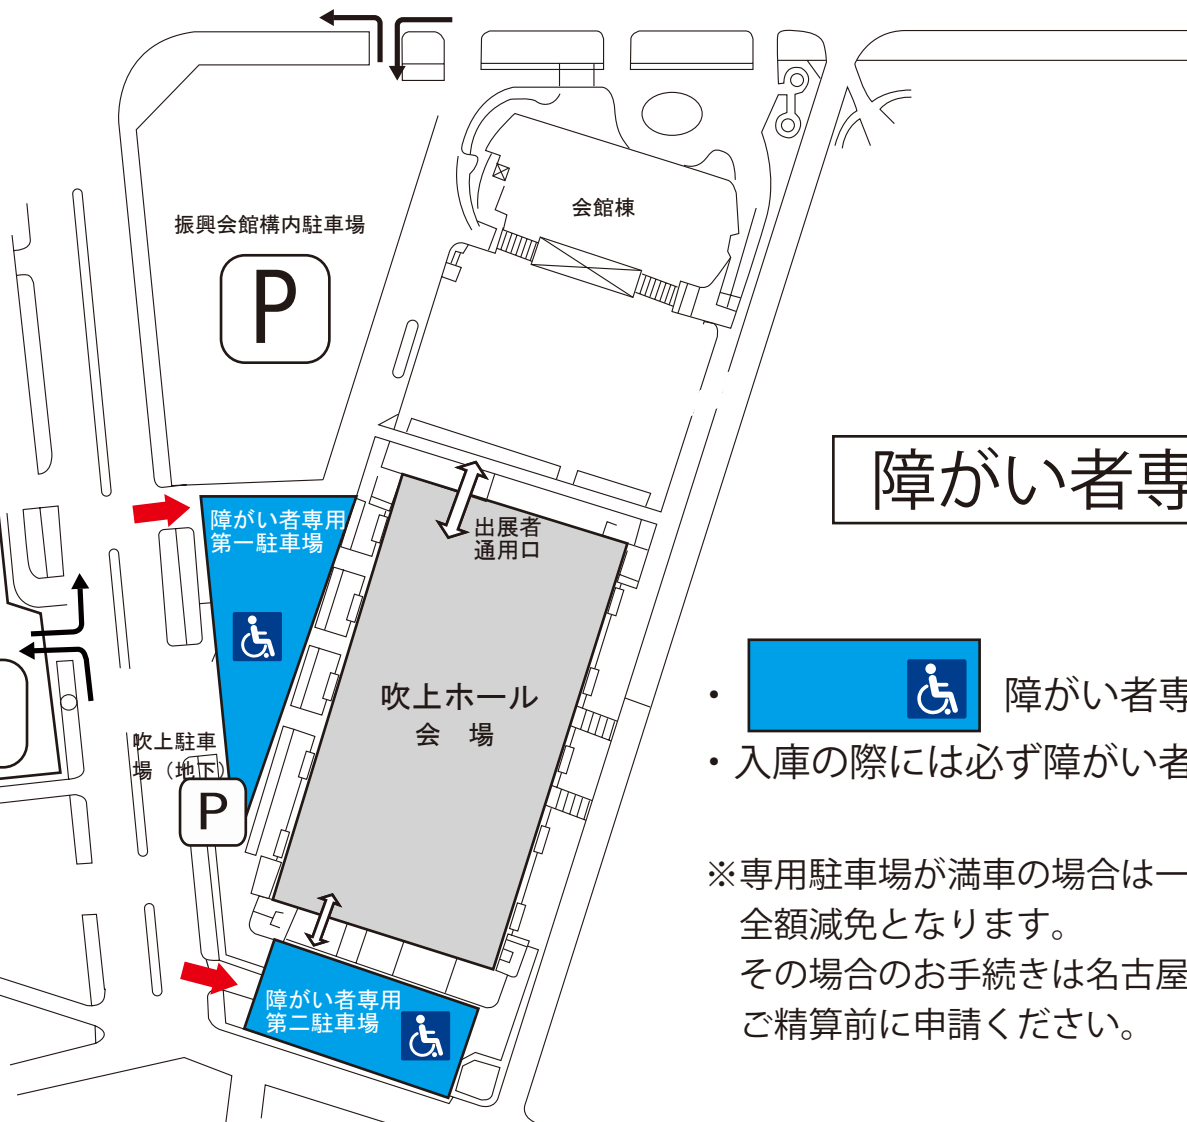 会館棟
振興会館構内駐車場
P
障がい者専
障がい者専用
第一駐車場
出展者
通用口
吹上ホール
会 場
吹上駐車
場（地下）
P
・ 障がい者専
・入庫の際には必ず障がい者
※専用駐車場が満車の場合は一
全額減免となります。
その場合のお手続きは名古屋
ご精算前に申請ください。
障がい者専用
第二駐車場